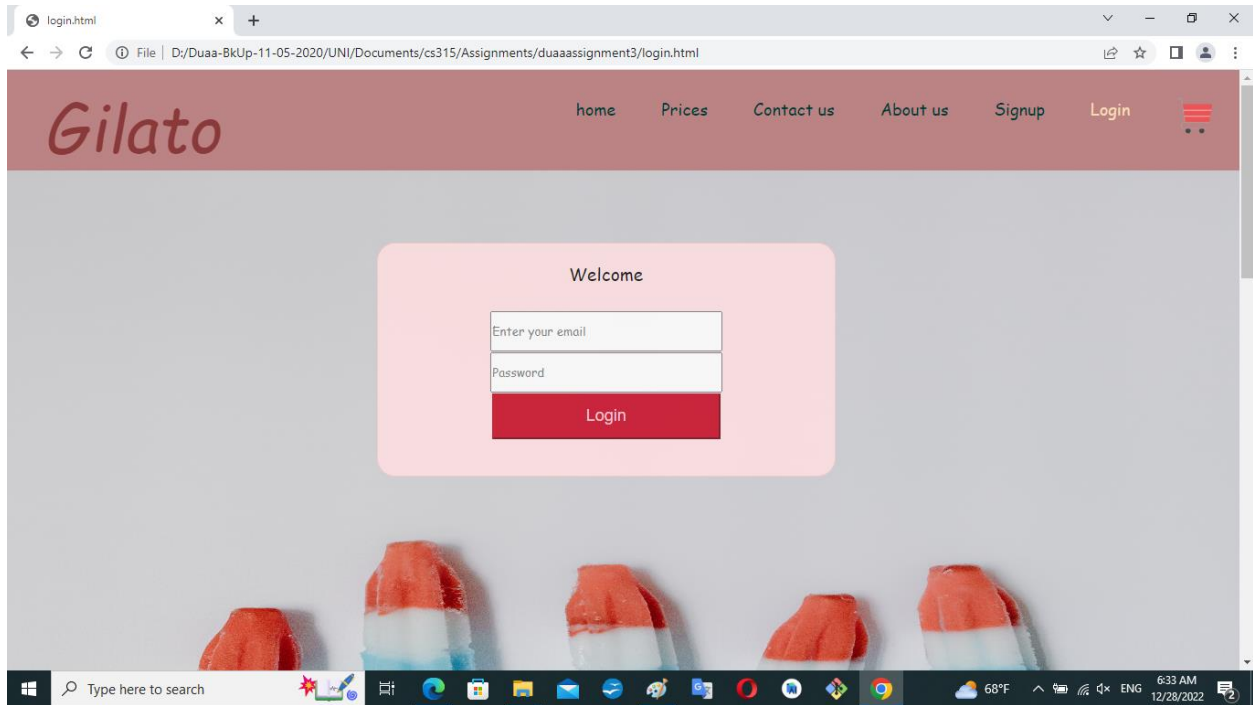 login.html
File | D:/Duaa-BkUp-11-05-2020/UNI/Documents/cs315/Assignments/duaaassignment3/login.html
Gilato
home Prices Contact us About us Signup Login
Welcome
Enter your email
Password
Login
Type here to search
68°F ENG 6:33 AM
12/28/2022
2